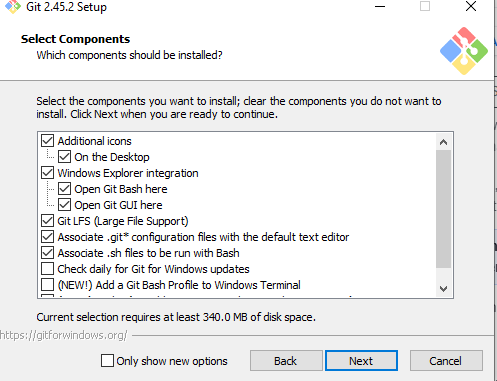 Git 2.45.2 Setup
Select Components
Which components should be installed?
Select the components you want to install; clear the components you do not want to
install. Click Next when you are ready to continue.
Additional icons
On the Desktop
Windows Explorer integration
Open Git Bash here
Open Git GUI here
Git LFS (Large File Support)
Associate .git* configuration files with the default text editor
Associate .sh files to be run with Bash
Check daily for Git for Windows updates
(NEW!) Add a Git Bash Profile to Windows Terminal
Current selection requires at least 340.0 MB of disk space.
https://gitforwindows.org/
Only show new options
Back
Next
Cancel